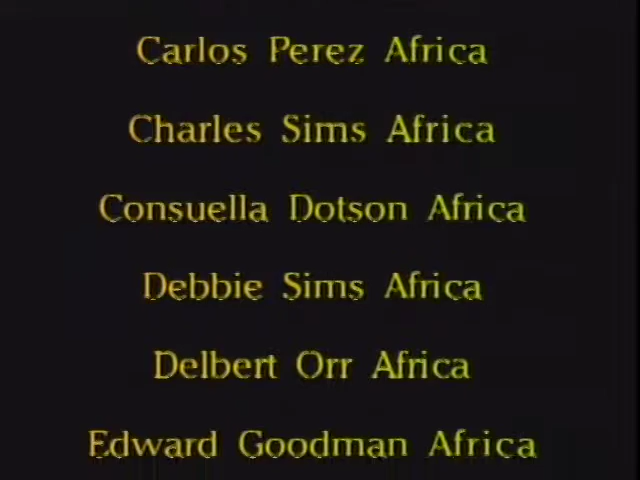 Carlos Perez Africa
Charles Sims Africa
Consuella Dotson Africa
Debbie Sims Africa
Delbert Orr Africa
Edward Goodman Africa